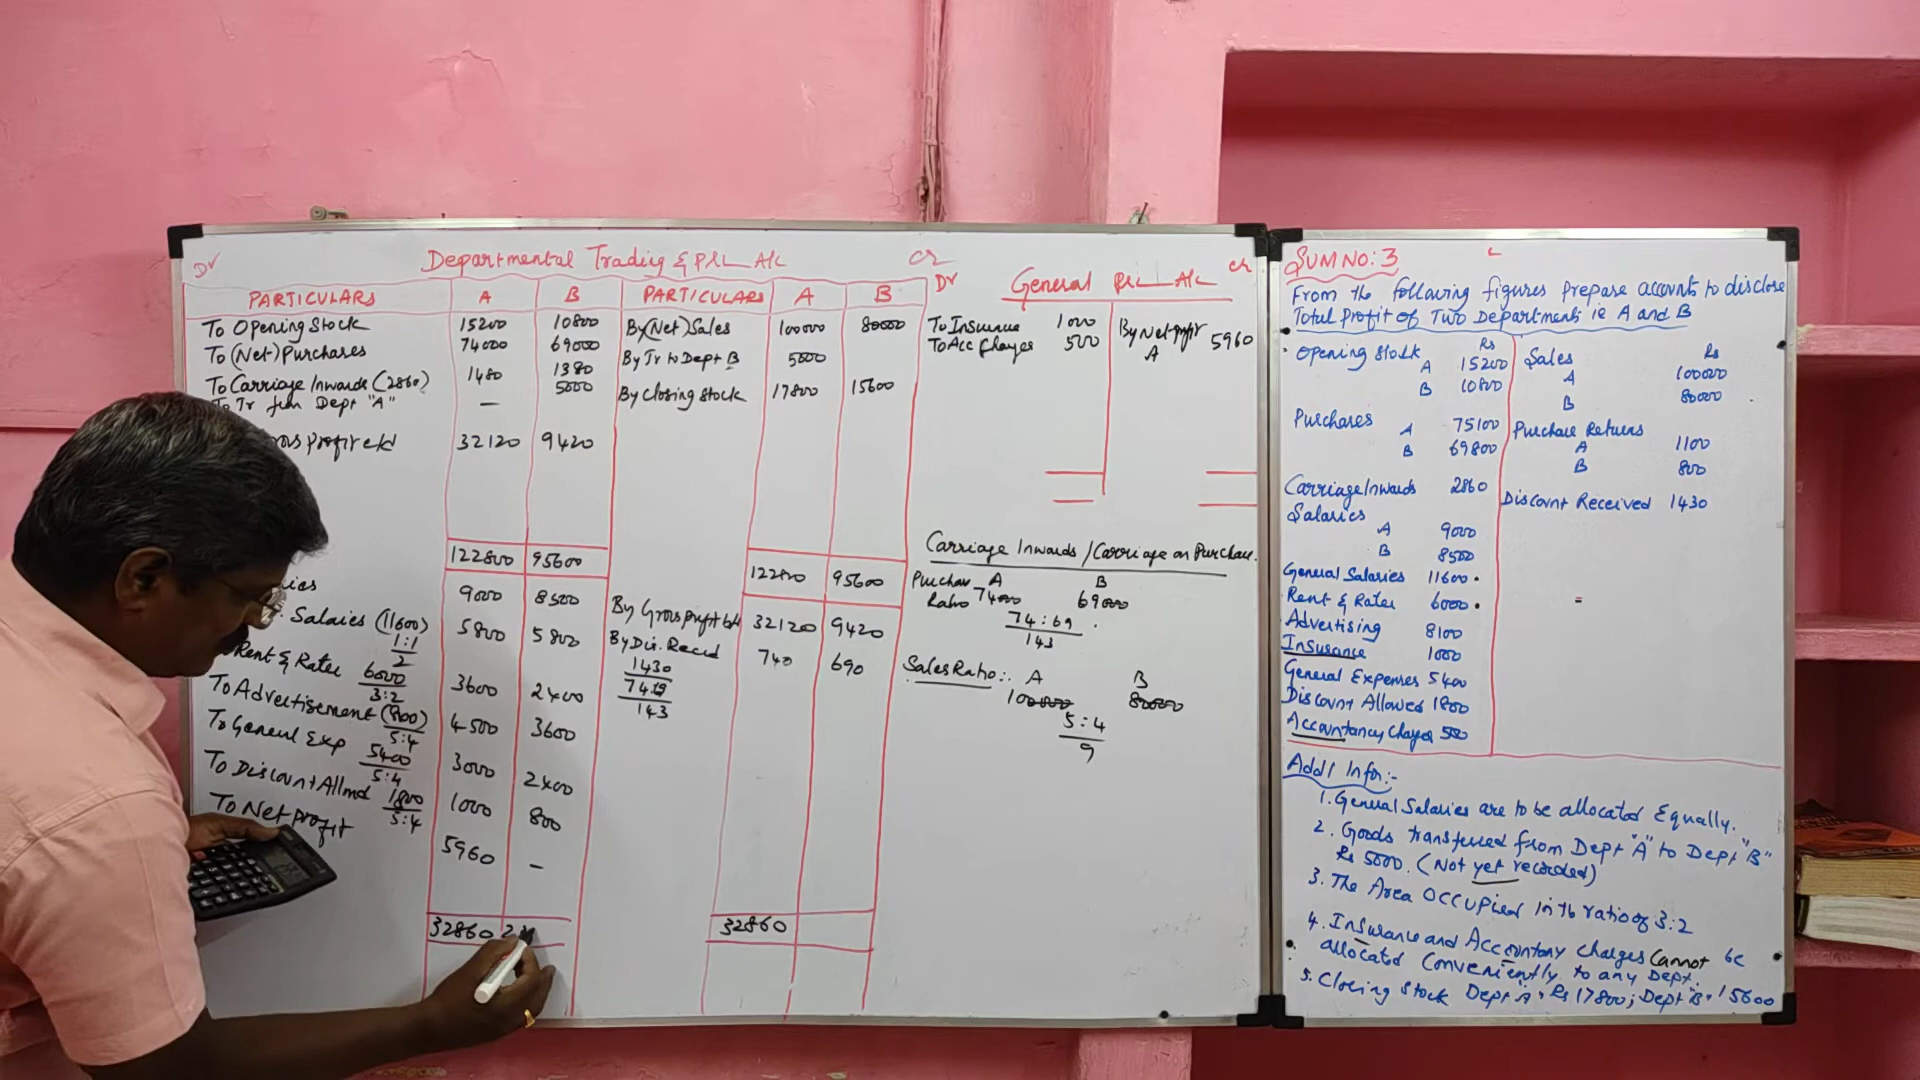 Dr Departmental Trading & P&L A/c Cr
PARTICULARS A B PARTICULARS A B
To Opening Stock 15200 10800 By (Net) Sales 100000 80000
To (Net) Purchases 74000 69000 By Tr to Dept B 5000
To Carriage Inwards (2860) 1480 1380
To Tr from Dept "A" — 5000 By Closing Stock 17800 15600
Profit c/d 32120 9420
122800 95600 122800 95600
9000 8500 By Gross profit b/d 32120 9420
Salaries (11600) 5800 5800 By Dis. Recd 740 690
1:1
2
1430
74:69
143
Rent & Rates 6000 3600 2400
3:2
To Advertisement (8100) 4500 3600
5:4
To General Exp 5400 3000 2400
5:4
To Discount Allowed 1800 1000 800
5:4
To Net profit 5960 —
32860 32860
Dr General P&L A/c Cr
To Insurance 1000 By Net profit
To Acc Charges 500 A 5960
Carriage Inwards / Carriage on Purchase.
Purchase A B
Ratio 74000 69000
74:69
143
Sales Ratio:. A B
100000 80000
5:4
9
SUM NO: 3
From the following figures prepare accounts to disclose
Total Profit of Two Departments ie A and B
Rs
Opening Stock
A 15200
B 10800
Purchases
A 75100
B 69800
Carriage Inwards 2860
Salaries
A 9000
B 8500
General Salaries 11600
Rent & Rates 6000
Advertising 8100
Insurance 1000
General Expenses 5400
Discount Allowed 1800
Accountancy Charges 500
Rs
Sales
A 100000
B 80000
Purchase Returns
A 1100
B 800
Discount Received 1430
Addl Infor:-
1. General Salaries are to be allocated Equally.
2. Goods transferred from Dept "A" to Dept "B"
Rs 5000. (Not yet recorded)
3. The Area occupied in the ratio of 3:2
4. Insurance and Accountany charges Cannot be
allocated Conveniently to any Dept.
5. Closing Stock Dept "A" Rs 17800; Dept "B" 15600